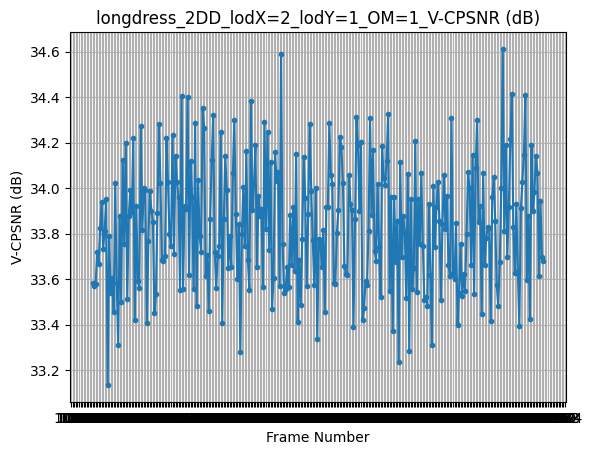 longdress_2DD_lodX=2_lodY=1_OM=1_V-CPSNR (dB)
34.6
34.4
34.2
34.0
33.8
33.6
33.4
33.2
V-CPSNR (dB)
Frame Number